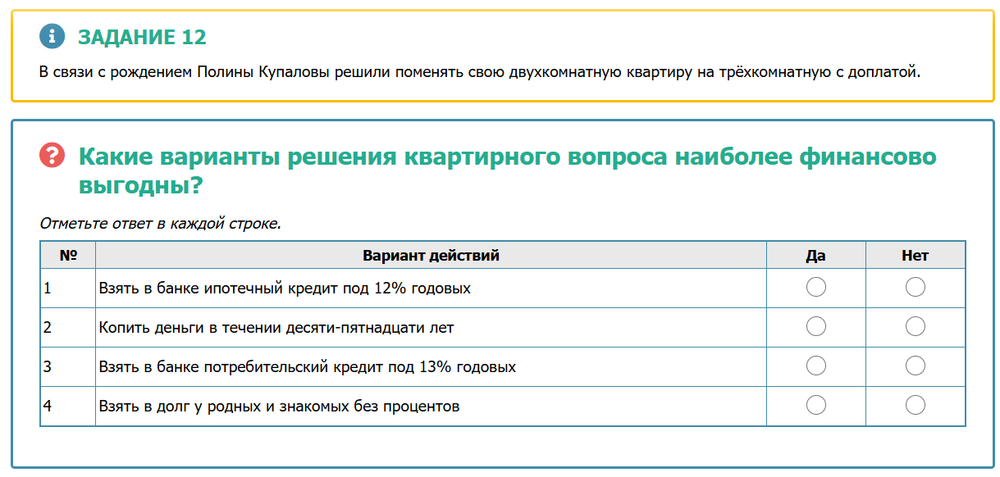 ЗАДАНИЕ 12
В связи с рождением Полины Купаловы решили поменять свою двухкомнатную квартиру на трёхкомнатную с доплатой.
Какие варианты решения квартирного вопроса наиболее финансово
выгодны?
Отметьте ответ в каждой строке.
№ Вариант действий Да Нет
1 Взять в банке ипотечный кредит под 12% годовых
2 Копить деньги в течении десяти-пятнадцати лет
3 Взять в банке потребительский кредит под 13% годовых
4 Взять в долг у родных и знакомых без процентов